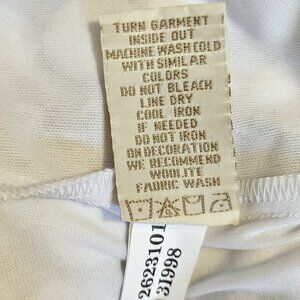 TURN GARMENT
INSIDE OUT
MACHINE WASH COLD
WITH SIMILAR
COLORS
DO NOT BLEACH
LINE DRY
COOL IRON
IF NEEDED
DO NOT IRON
ON DECORATION
WE RECOMMEND
WOOLITE
FABRIC WASH
2623101
31998